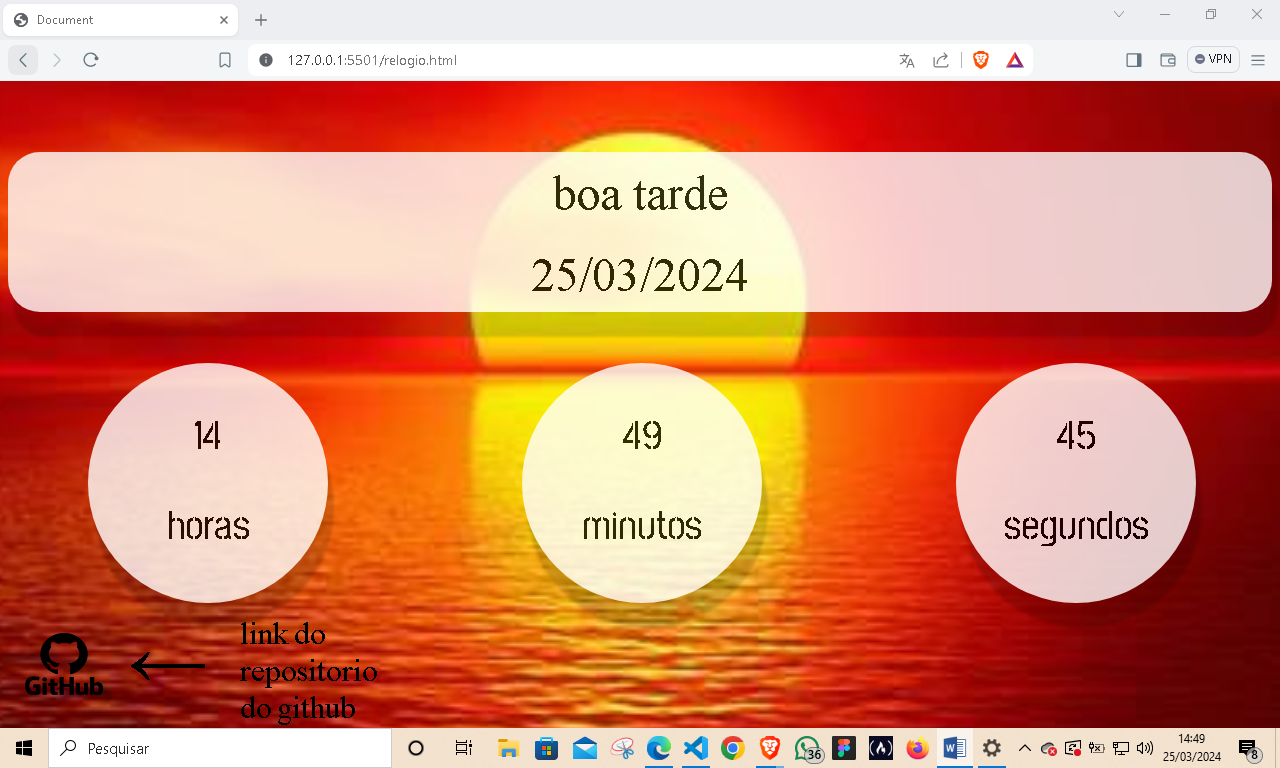 Document
127.0.0.1:5501/relogio.html
VPN
boa tarde
25/03/2024
14
horas
49
minutos
45
segundos
GitHub
link do
repositorio
do github
Pesquisar
36
14:49
25/03/2024
8